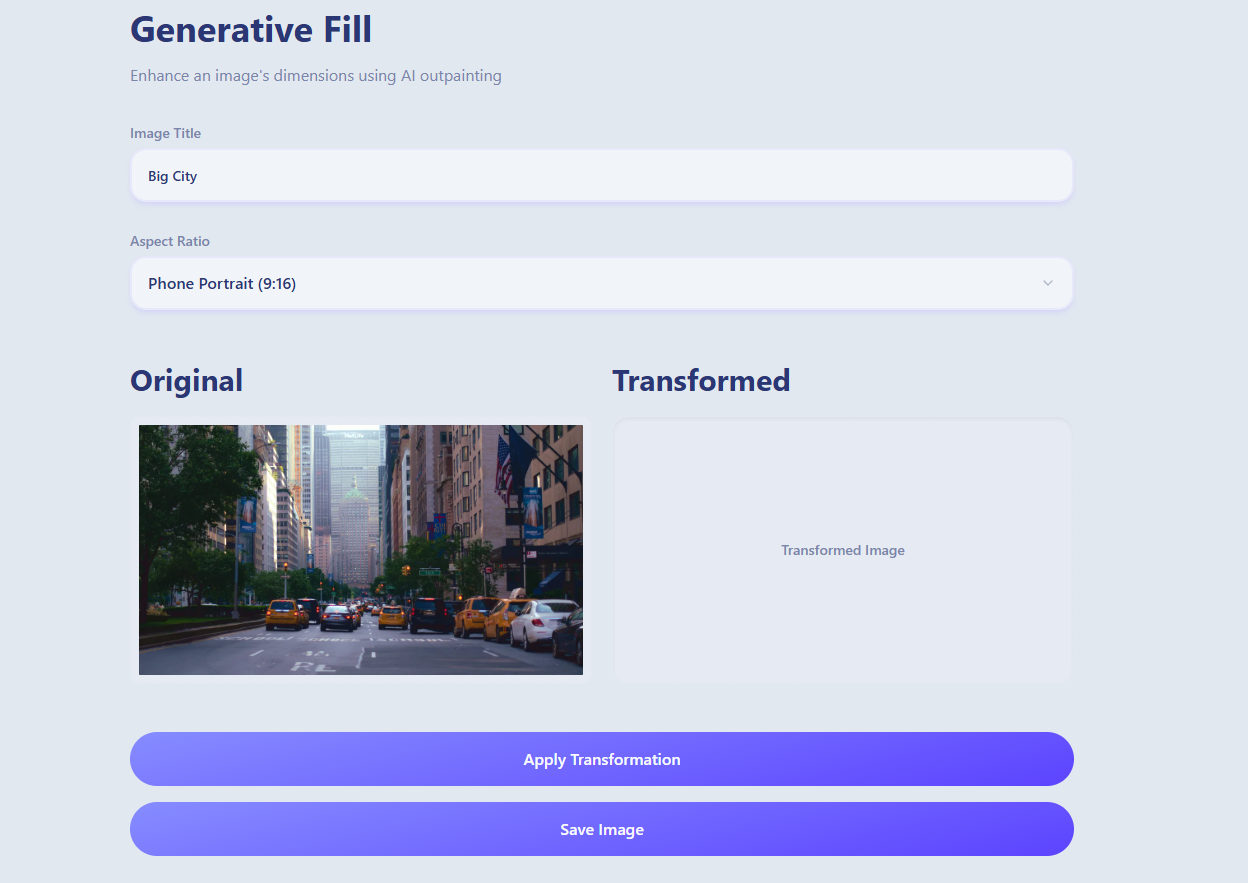 Generative Fill
Enhance an image's dimensions using AI outpainting
Image Title
Big City
Aspect Ratio
Phone Portrait (9:16)
Original
Transformed
MetLife
Transformed Image
Apply Transformation
Save Image